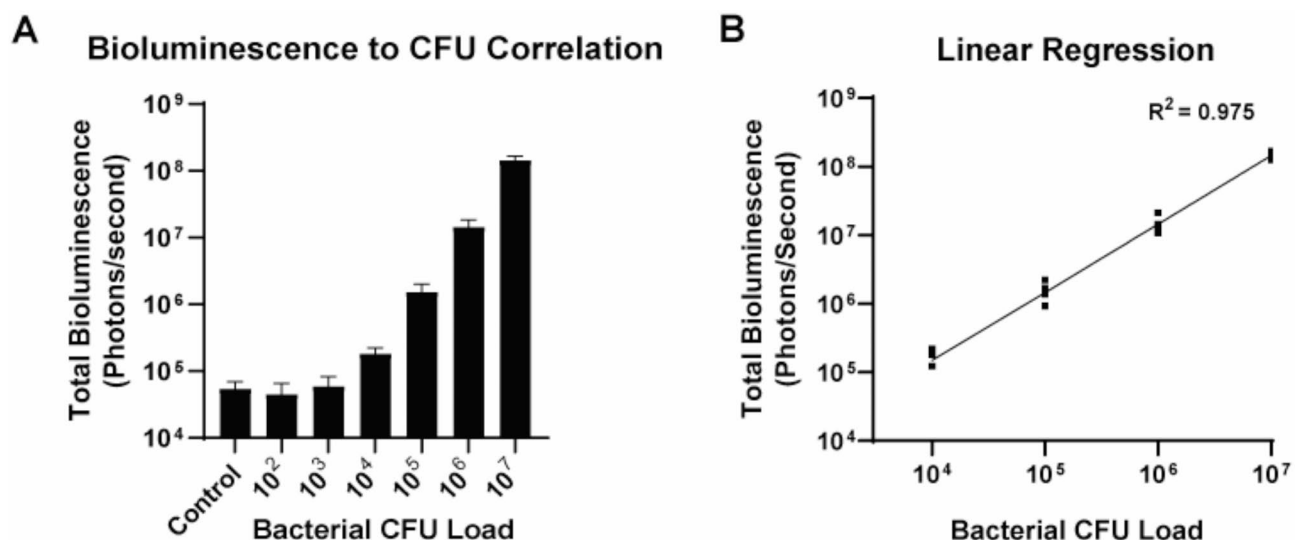 A
Bioluminescence to CFU Correlation
Total Bioluminescence
(Photons/second)
10⁹
10⁸
10⁷
10⁶
10⁵
10⁴
Control
10²
10³
10⁴
10⁵
10⁶
10⁷
Bacterial CFU Load
B
Linear Regression
R² = 0.975
Total Bioluminescence
(Photons/Second)
10⁹
10⁸
10⁷
10⁶
10⁵
10⁴
10⁴
10⁵
10⁶
10⁷
Bacterial CFU Load